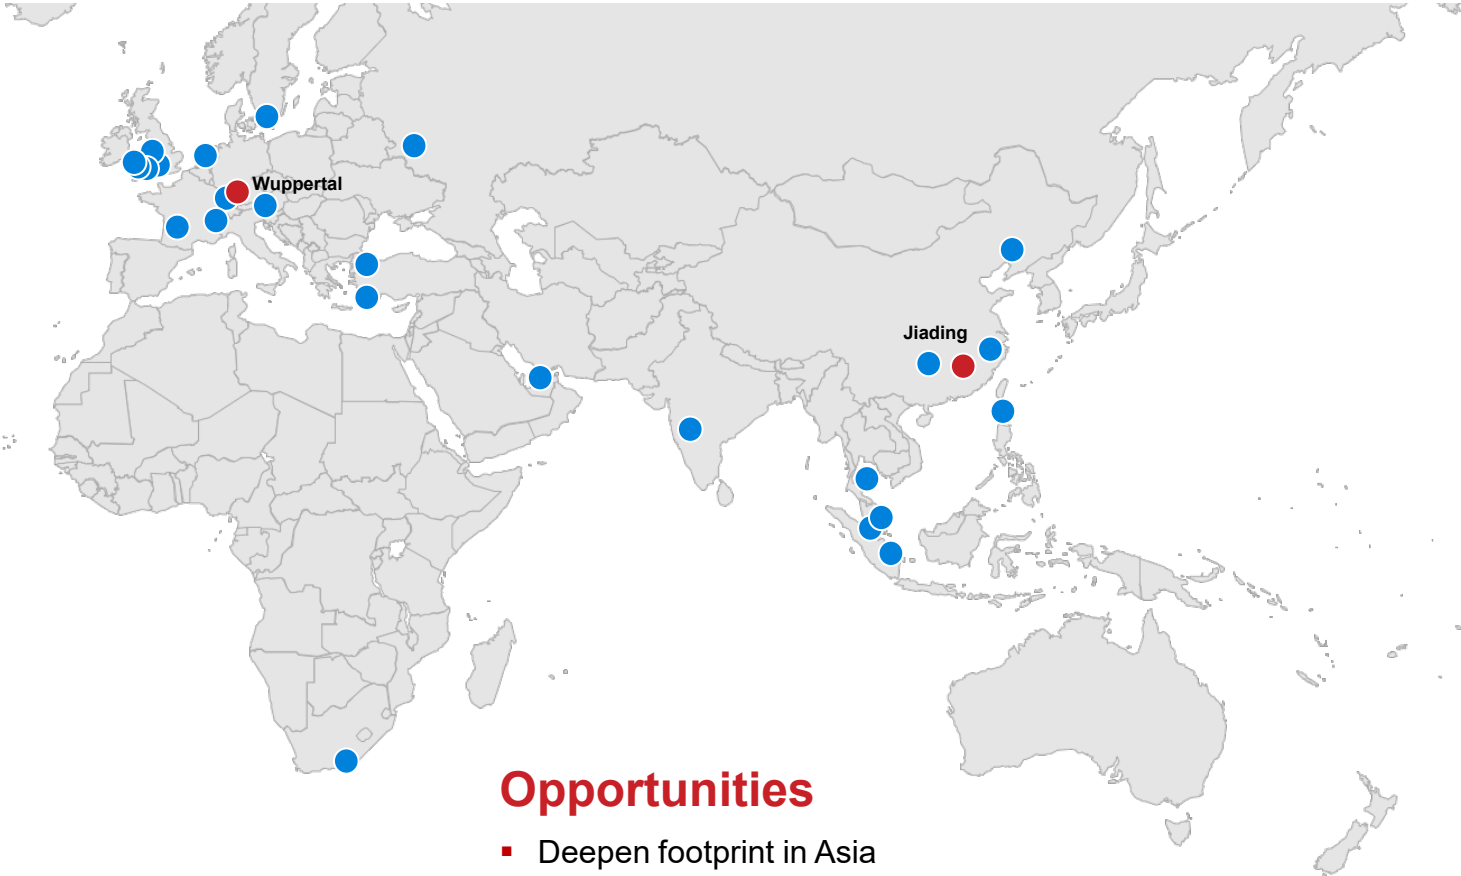 Wuppertal
Jiading
Opportunities
▪ Deepen footprint in Asia